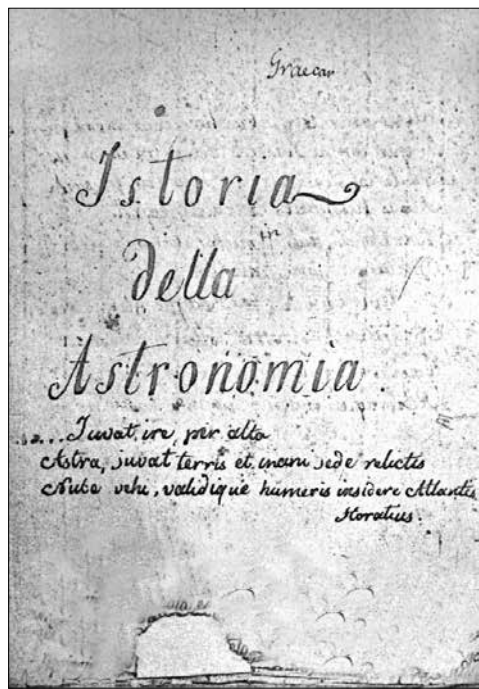 Graecar
Istoria
in
della
Astronomia.
.... Juvat, ire, per alta
Astra, juvat terris et inani sede relictis
Nube vehi, validique humeris insidere Atlantis
Horatius.